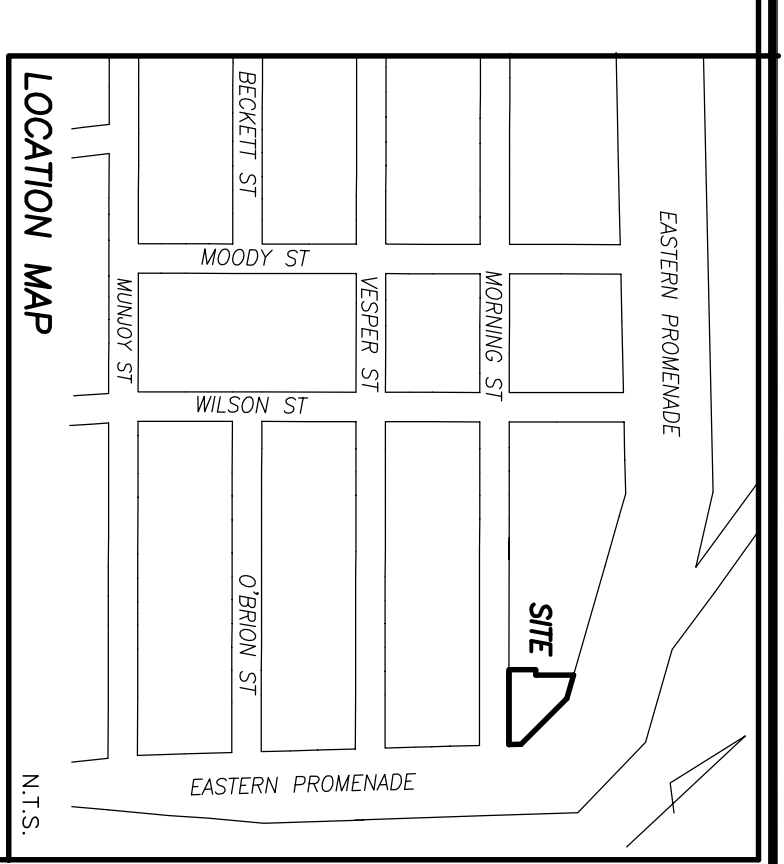 EASTERN PROMENADE
MORNING ST
SITE
VESPER ST
BECKETT ST
MOODY ST
WILSON ST
O'BRION ST
EASTERN PROMENADE
MUNJOY ST
LOCATION MAP
N.T.S.